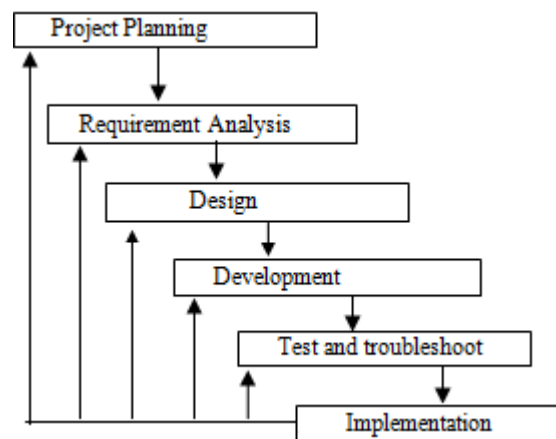 Project Planning
Requirement Analysis
Design
Development
Test and troubleshoot
Implementation